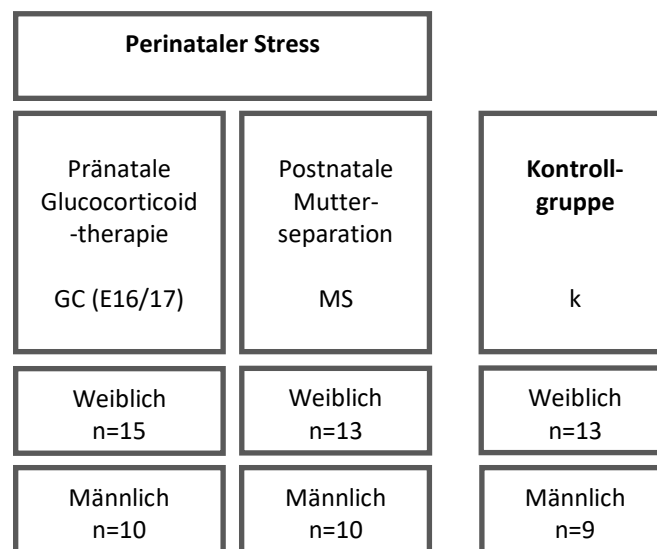 Perinataler Stress
Pränatale
Glucocorticoid
-therapie
GC (E16/17)
Postnatale
Mutter-
separation
MS
Kontroll-
gruppe
k
Weiblich
n=15
Weiblich
n=13
Weiblich
n=13
Männlich
n=10
Männlich
n=10
Männlich
n=9